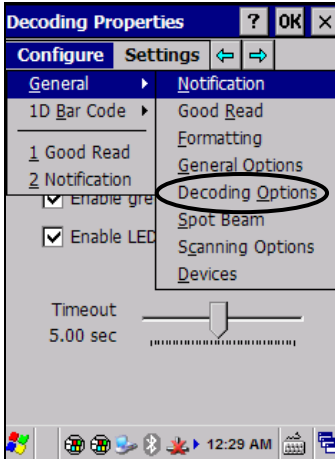 Decoding Properties ? OK ×
Configure Settings
General
1D Bar Code
1 Good Read
2 Notification
Notification
Good Read
Formatting
General Options
Decoding Options
Spot Beam
Scanning Options
Devices
Enable gre
Enable LED
Timeout
5.00 sec
12:29 AM